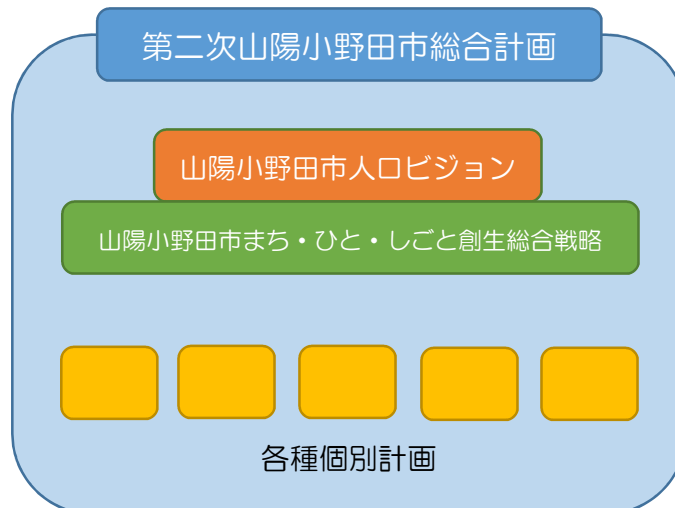 第二次山陽小野田市総合計画
山陽小野田市人口ビジョン
山陽小野田市まち・ひと・しごと創生総合戦略
各種個別計画